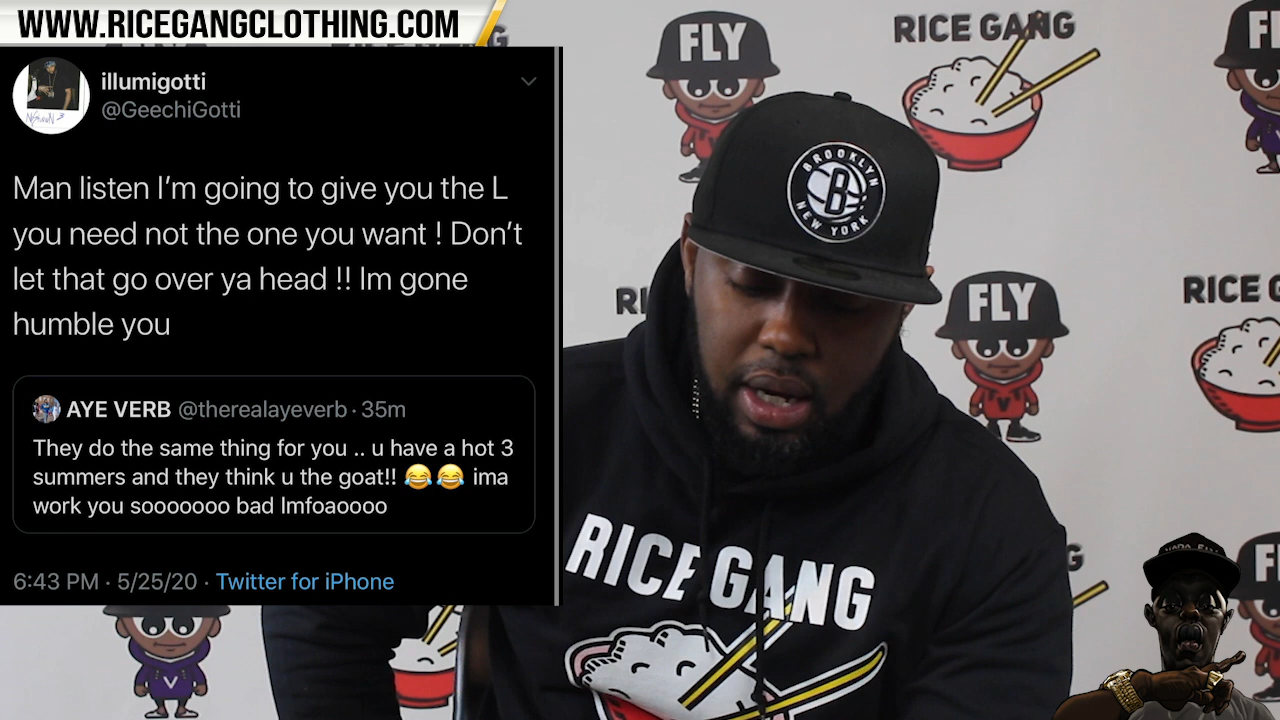 WWW.RICEGANGCLOTHING.COM
illumigotti
@GeechiGotti
Man listen I’m going to give you the L
you need not the one you want ! Don’t
let that go over ya head !! Im gone
humble you
AYE VERB @therealayeverb · 35m
They do the same thing for you .. u have a hot 3
summers and they think u the goat!! 😂😂 ima
work you sooooooo bad lmfoaoooo
6:43 PM · 5/25/20 · Twitter for iPhone
FLY
RICE GANG
BROOKLYN
B
NEW YORK
FLY
RICE
RICE GANG
V
V